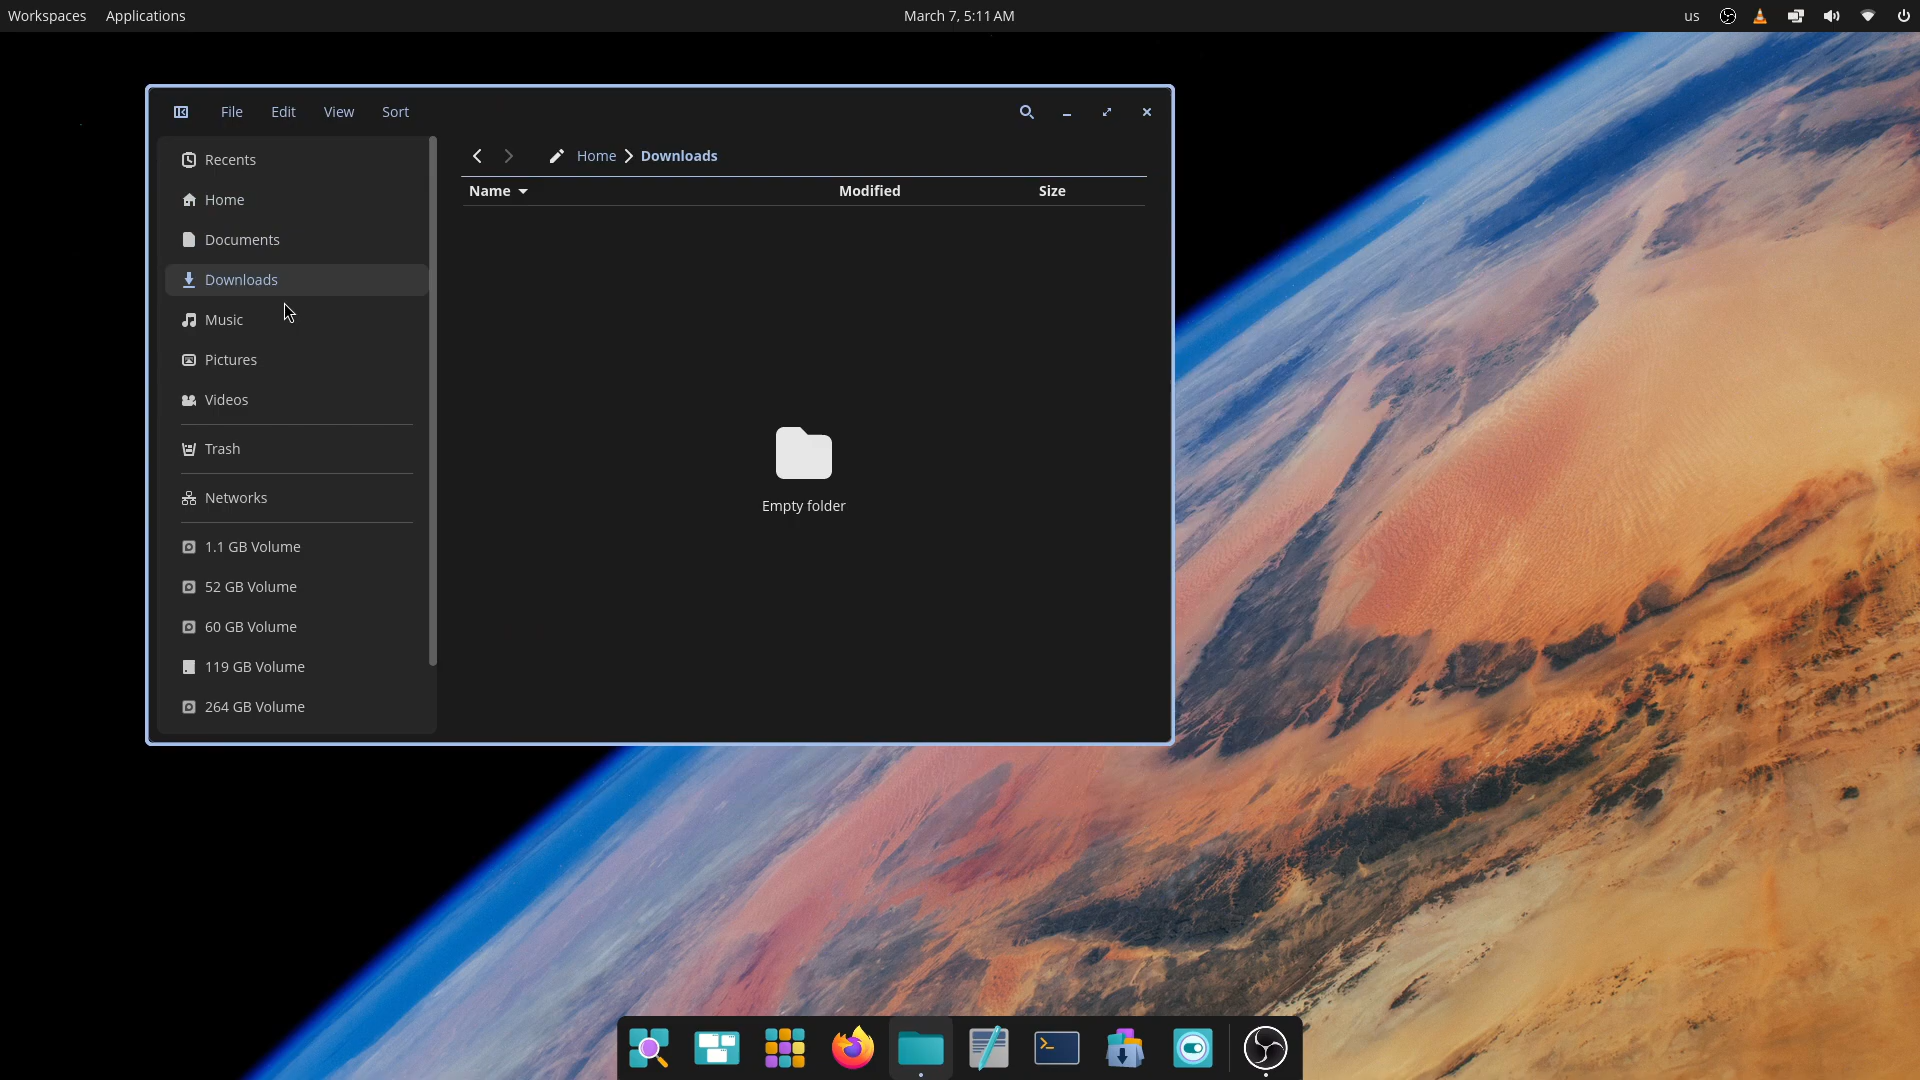 Workspaces Applications March 7, 5:11 AM us
File Edit View Sort
Recents
Home
Documents
Downloads
Music
Pictures
Videos
Trash
Networks
1.1 GB Volume
52 GB Volume
60 GB Volume
119 GB Volume
264 GB Volume
Home Downloads
Name Modified Size
Empty folder